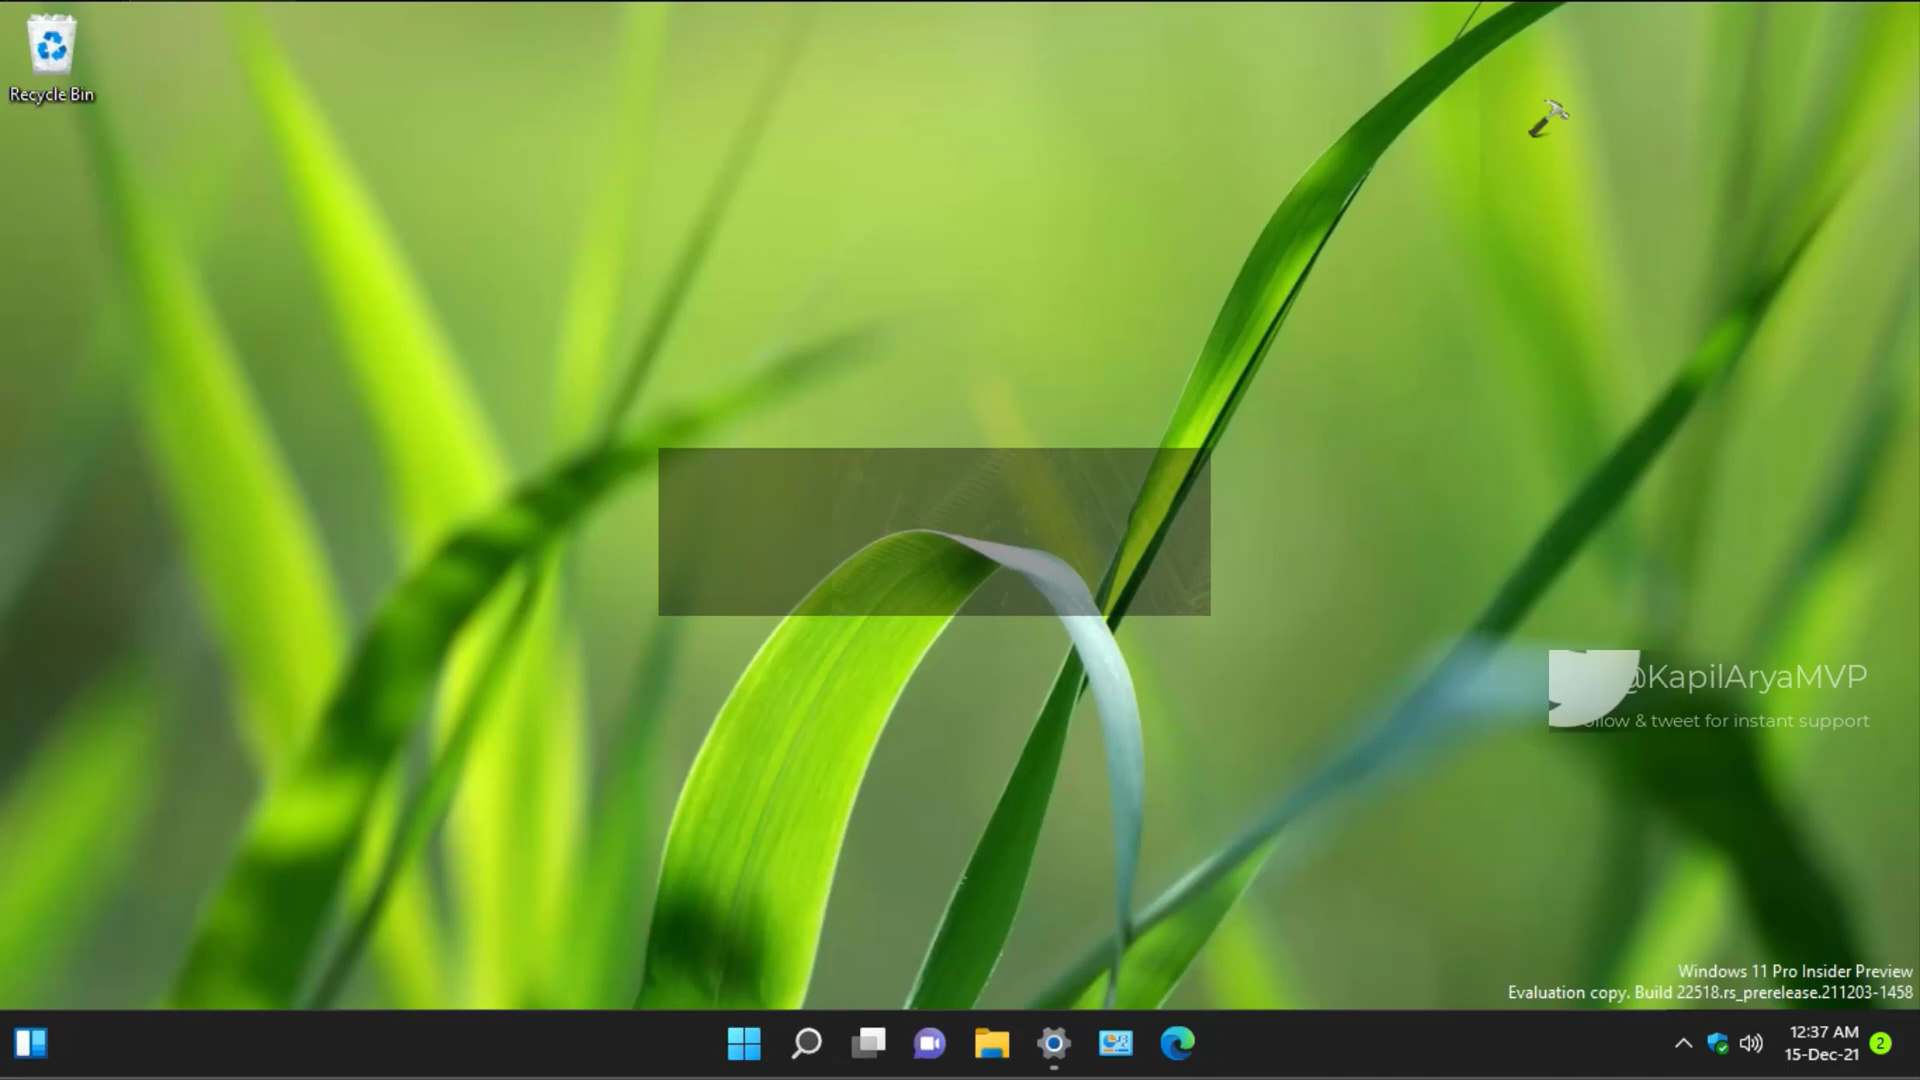 Recycle Bin
@KapilAryaMVP
ollow & tweet for instant support
Windows 11 Pro Insider Preview
Evaluation copy. Build 22518.rs_prerelease.211203-1458
12:37 AM
15-Dec-21
2